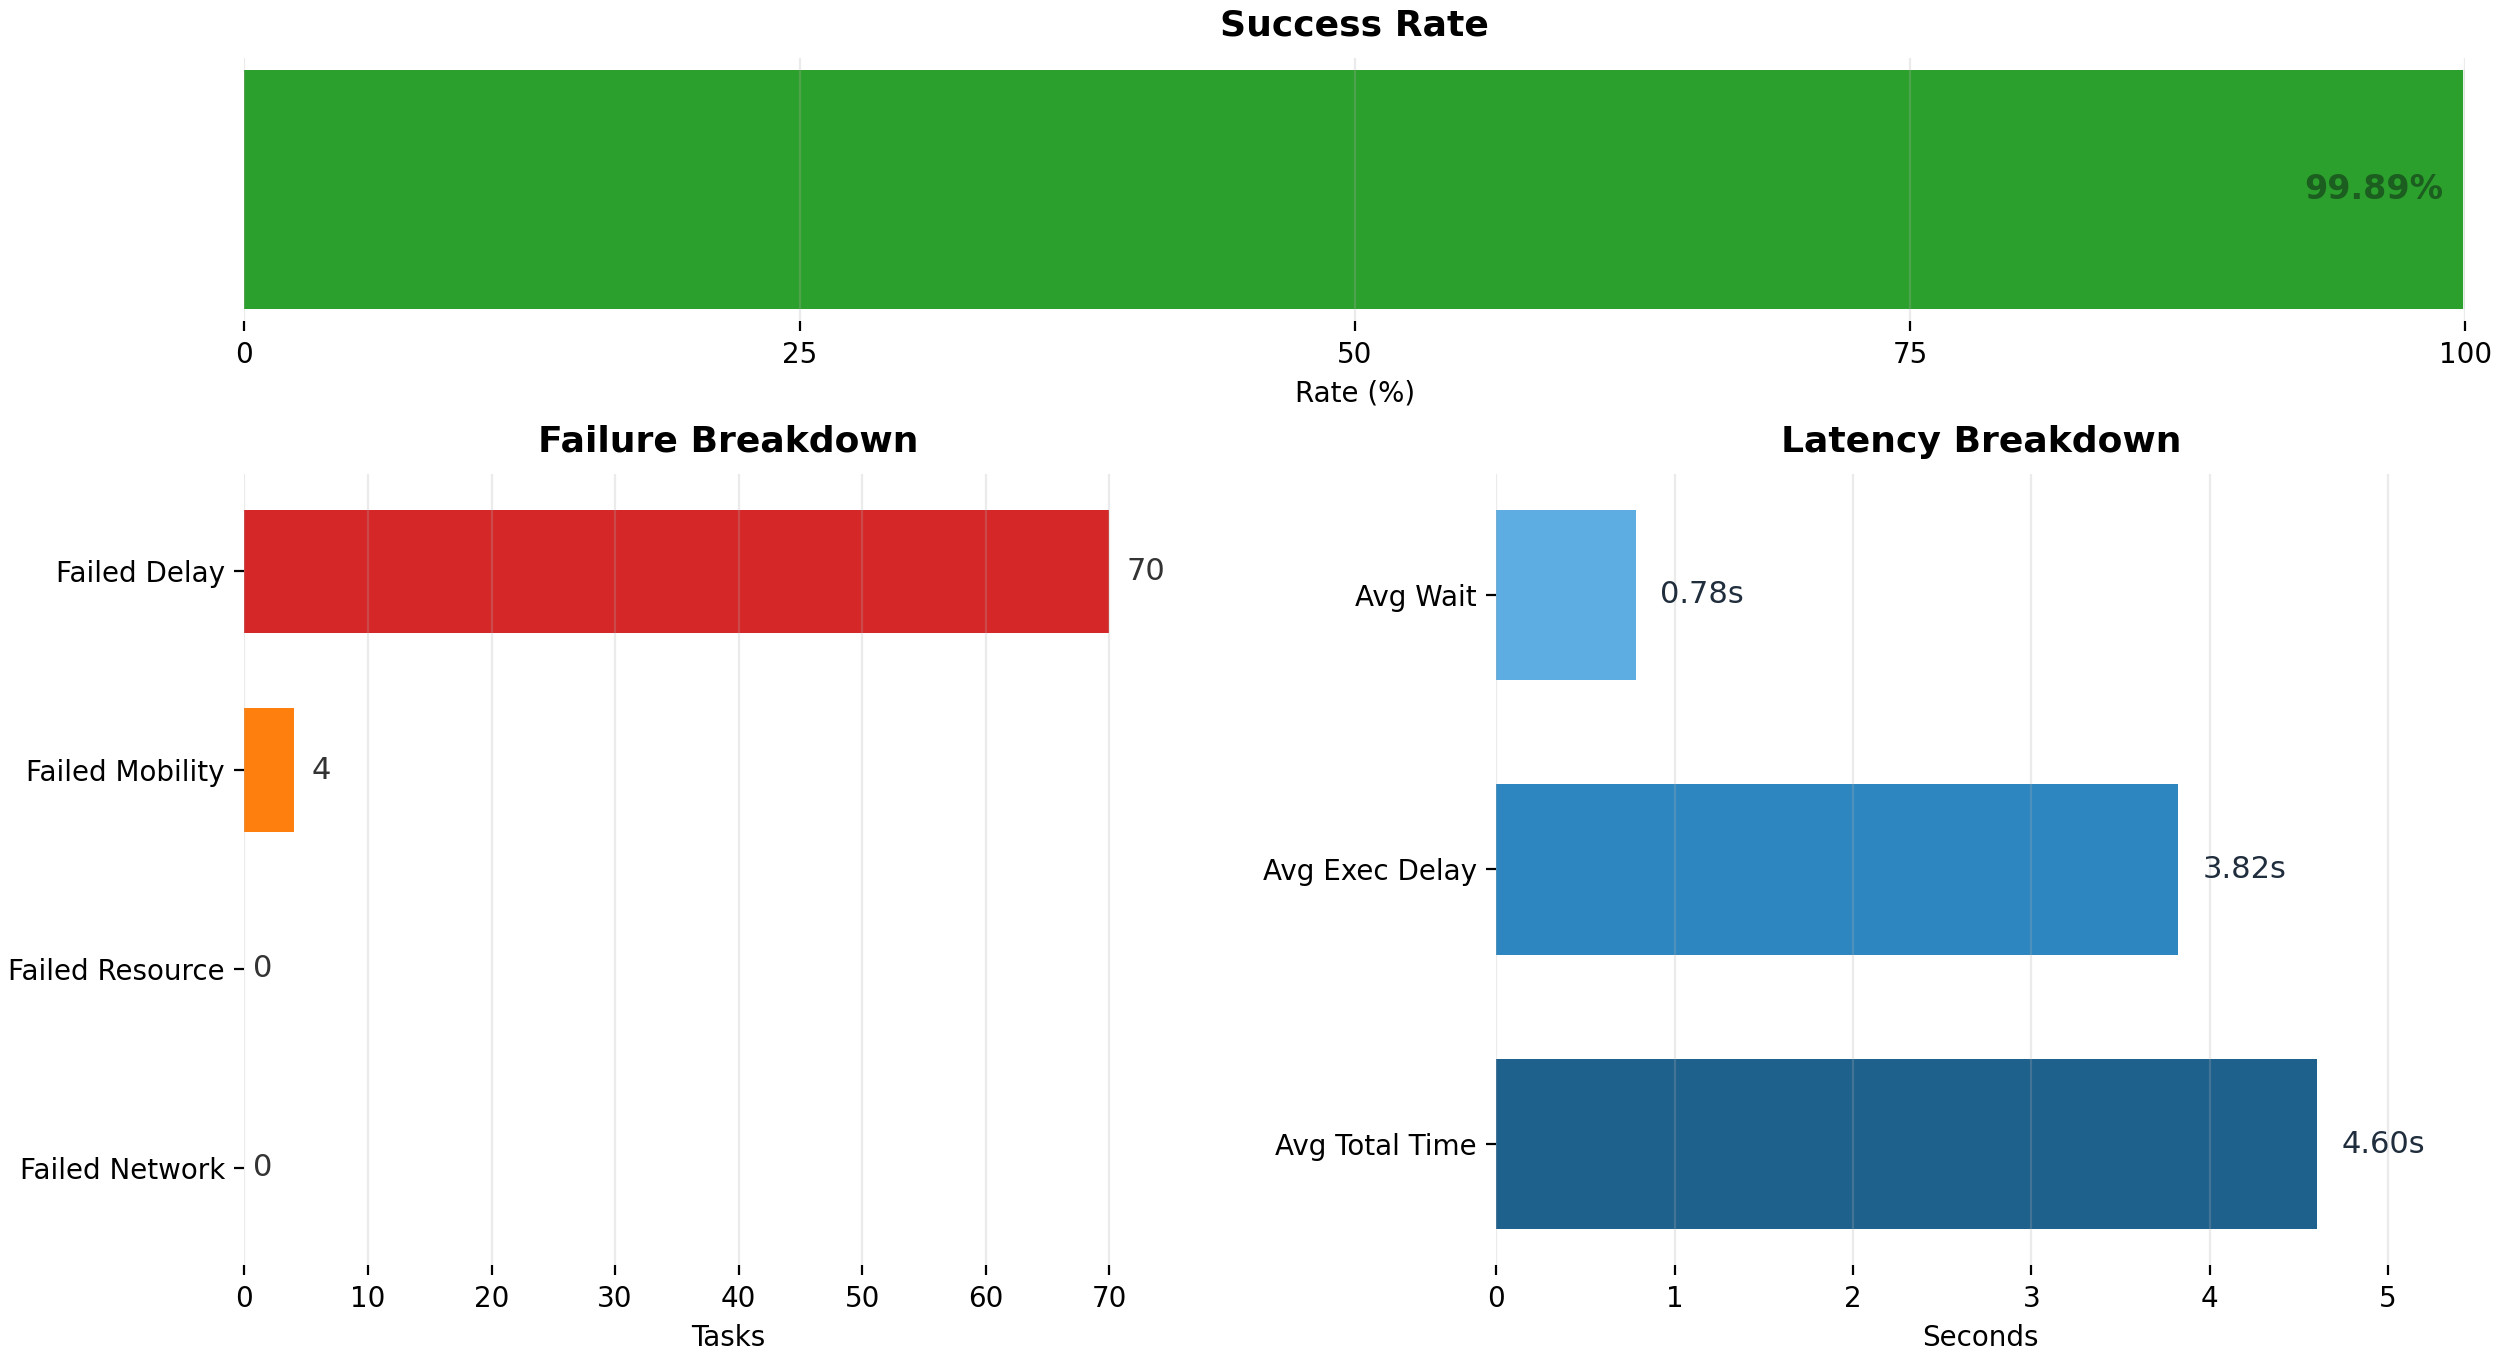 Success Rate
99.89%
0 25 50 75 100
Rate (%)
Failure Breakdown
Failed Delay 70
Failed Mobility 4
Failed Resource 0
Failed Network 0
0 10 20 30 40 50 60 70
Tasks
Latency Breakdown
Avg Wait 0.78s
Avg Exec Delay 3.82s
Avg Total Time 4.60s
0 1 2 3 4 5
Seconds